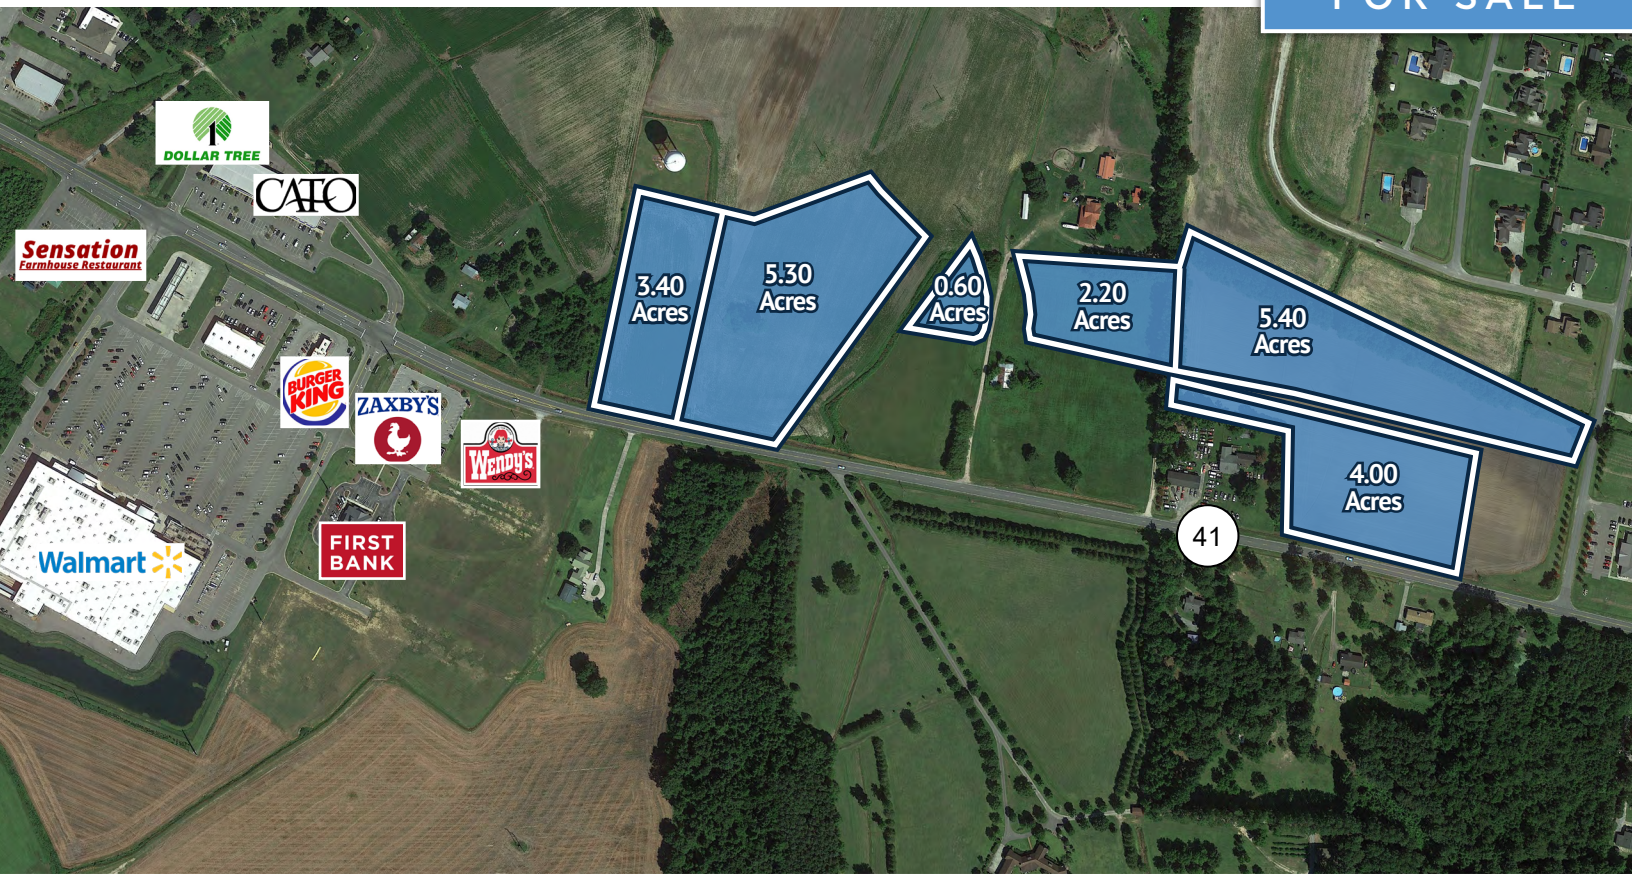 FOR SALE
DOLLAR TREE
CATO
Sensation
Farmhouse Restaurant
3.40
Acres
5.30
Acres
0.60
Acres
2.20
Acres
5.40
Acres
BURGER
KING
ZAXBY'S
WENDY'S
4.00
Acres
FIRST
BANK
Walmart
41